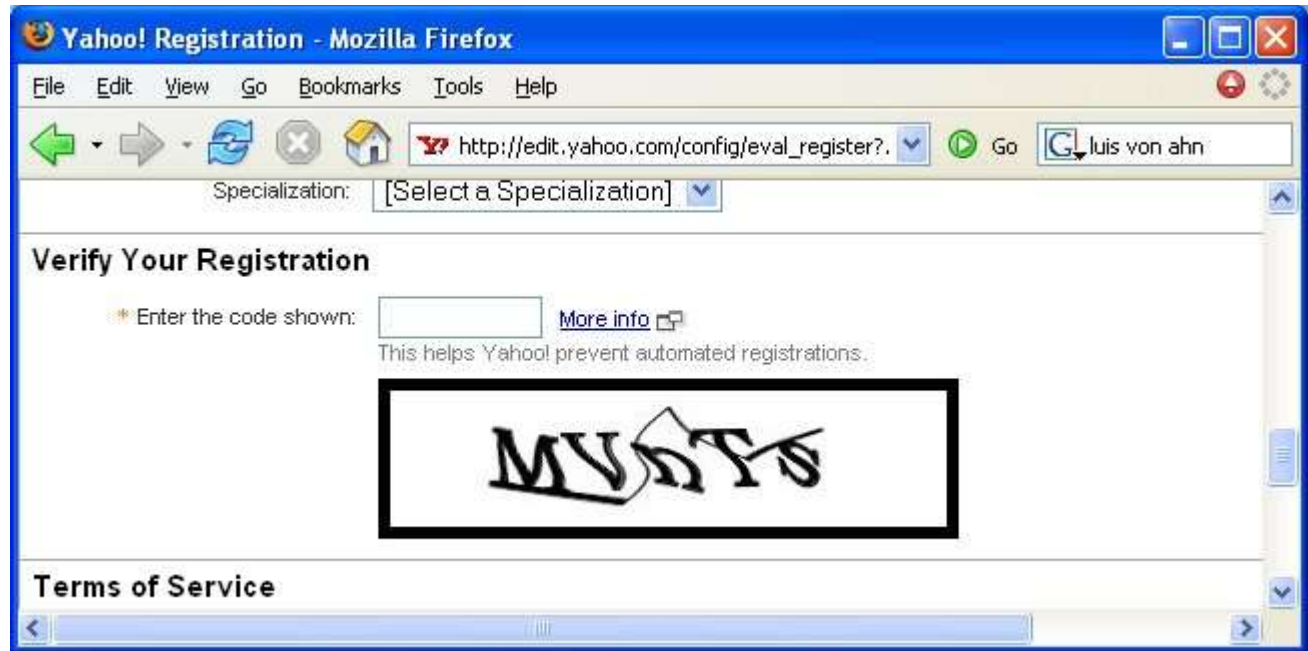 Yahoo! Registration - Mozilla Firefox
File Edit View Go Bookmarks Tools Help
http://edit.yahoo.com/config/eval_register?. Go G luis von ahn
Specialization: [Select a Specialization]
Verify Your Registration
* Enter the code shown: More info
This helps Yahoo! prevent automated registrations.
MVnTs
Terms of Service